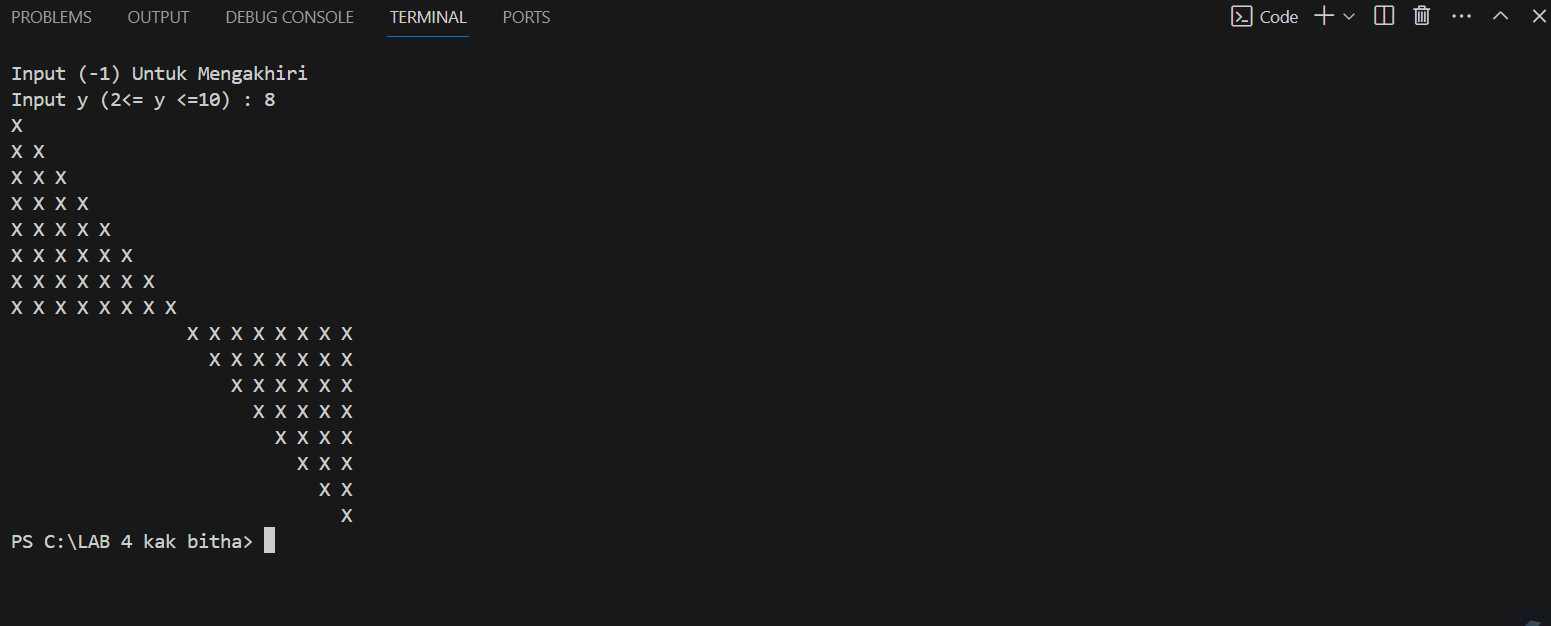 PROBLEMS OUTPUT DEBUG CONSOLE TERMINAL PORTS Code
Input (-1) Untuk Mengakhiri
Input y (2<= y <=10) : 8
X
X X
X X X
X X X X
X X X X X
X X X X X X
X X X X X X X
X X X X X X X X
                X X X X X X X X
                  X X X X X X X
                    X X X X X X
                      X X X X X
                        X X X X
                          X X X
                            X X
                              X
PS C:\LAB 4 kak bitha>